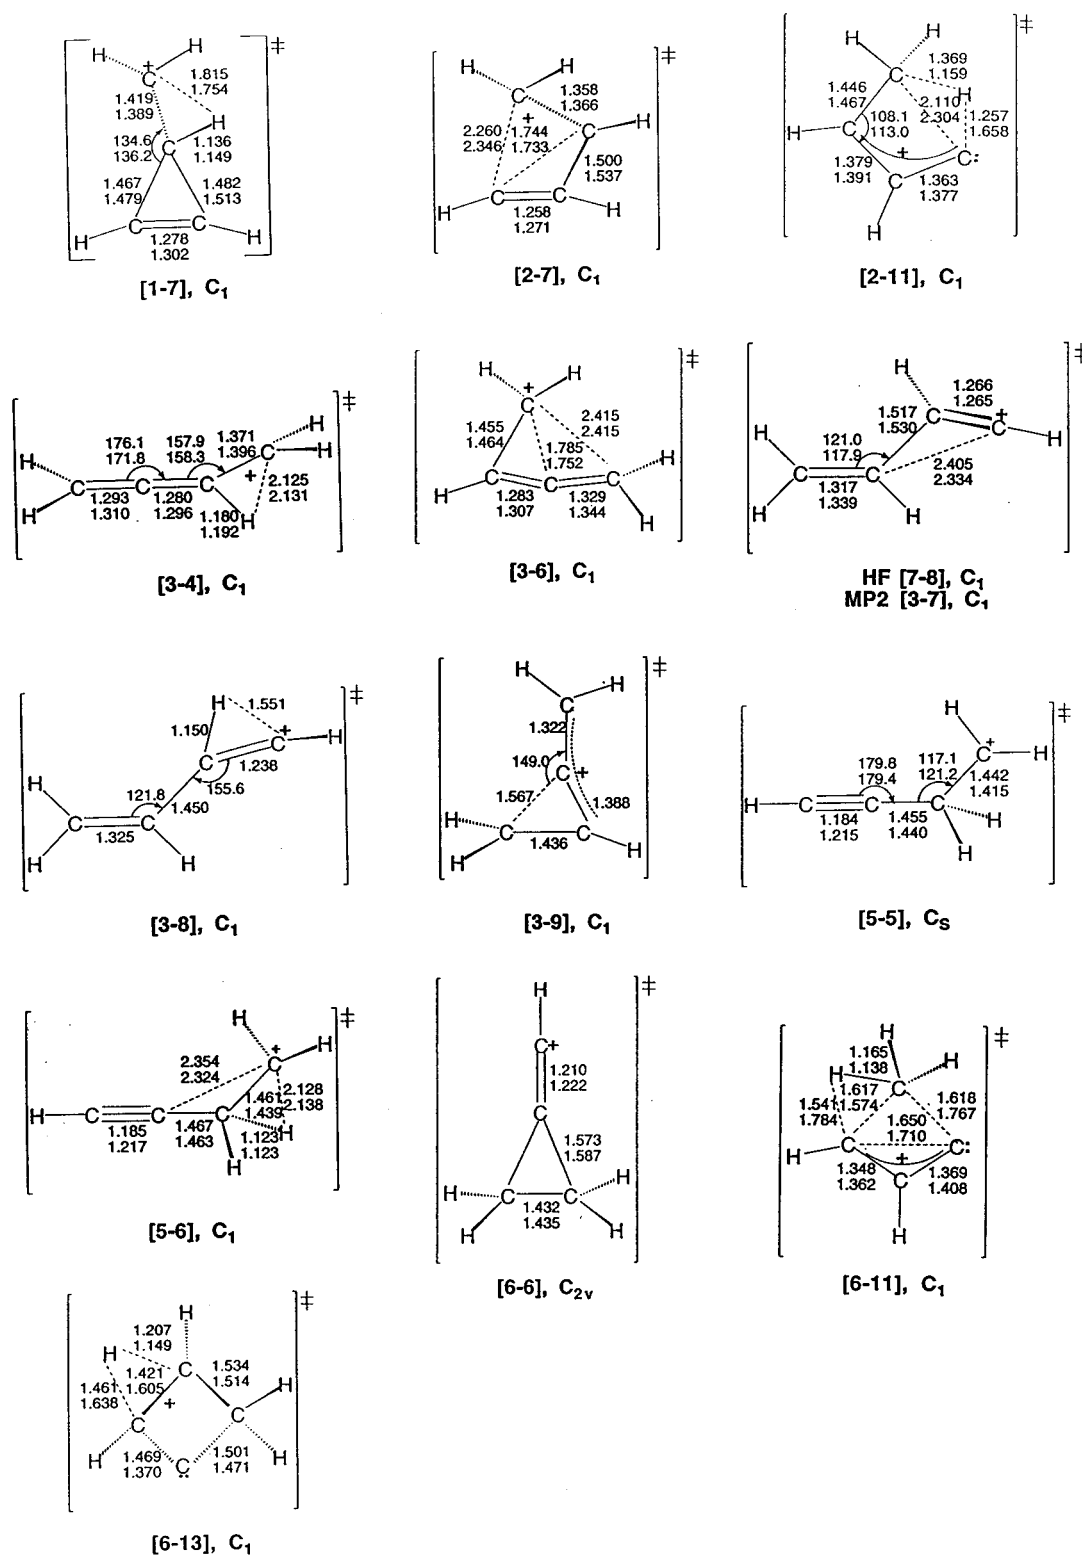 ‡
H
H
C
+
1.815
1.754
1.419
1.389
H
134.6
136.2
C
1.136
1.149
1.467
1.479
1.482
1.513
C
C
H
H
1.278
1.302
[1-7], C1
‡
H
H
C
+
1.358
1.366
C
H
2.260
2.346
1.744
1.733
1.500
1.537
C
C
H
H
1.258
1.271
[2-7], C1
‡
H
H
C
1.369
1.159
H
1.446
1.467
2.110
2.304
1.257
1.658
H
C
108.1
113.0
+
C:
1.379
1.391
C
1.363
1.377
H
[2-11], C1
‡
H
H
C
+
176.1
171.8
157.9
158.3
1.371
1.396
H
H
C
C
C
2.125
2.131
1.293
1.310
1.280
1.296
1.180
1.192
H
[3-4], C1
‡
H
H
C
+
1.455
1.464
2.415
2.415
1.785
1.752
H
C
C
C
H
H
1.283
1.307
1.329
1.344
[3-6], C1
‡
H
C
1.266
1.265
+
C
H
1.517
1.530
H
121.0
117.9
2.405
2.334
C
C
1.317
1.339
H
H
HF [7-8], C1
MP2 [3-7], C1
‡
H
1.551
1.150
C
+
C
H
1.238
155.6
H
121.8
1.450
C
C
1.325
H
H
[3-8], C1
‡
H
H
C
1.322
149.0
C
+
1.567
1.388
H
H
C
C
H
1.436
[3-9], C1
‡
H
C
+
H
179.8
179.4
117.1
121.2
1.442
1.415
H
C
C
C
H
H
1.184
1.215
1.455
1.440
[5-5], CS
‡
H
H
C
+
2.354
2.324
1.461
1.439
2.128
2.138
H
C
C
C
H
H
1.185
1.217
1.467
1.463
1.123
1.123
[5-6], C1
‡
H
C+
1.210
1.222
C
1.573
1.587
H
H
C
C
H
H
1.432
1.435
[6-6], C2v
‡
H
H
1.165
1.138
H
C
1.617
1.574
1.618
1.767
1.541
1.784
1.650
1.710
H
C
+
C:
1.348
1.362
C
1.369
1.408
H
[6-11], C1
‡
H
1.207
1.149
H
C
1.421
1.605
1.534
1.514
1.461
1.638
+
H
C
C
H
H
1.469
1.370
C
..
1.501
1.471
[6-13], C1